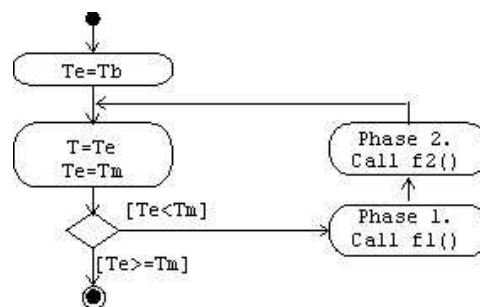 Te=Tb
T=Te
Te=Tm
[Te<Tm]
[Te>=Tm]
Phase 1.
Call f1()
Phase 2.
Call f2()